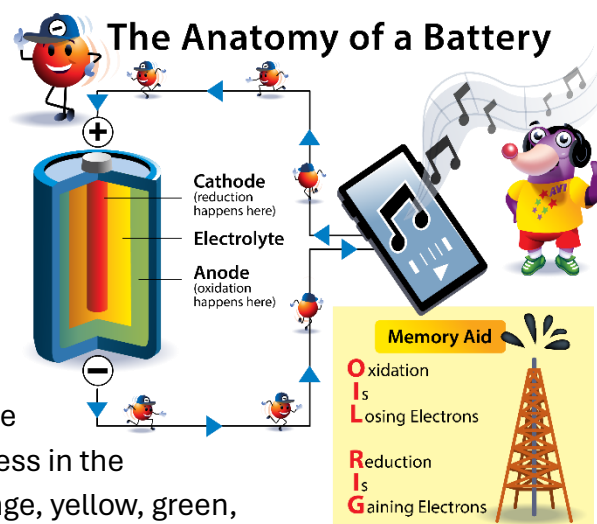 The Anatomy of a Battery
+
Cathode
(reduction
happens here)
Electrolyte
Anode
(oxidation
happens here)
−
AVI
Memory Aid
Oxidation
Is
Losing Electrons
Reduction
Is
Gaining Electrons
ess in the
nge, yellow, green,